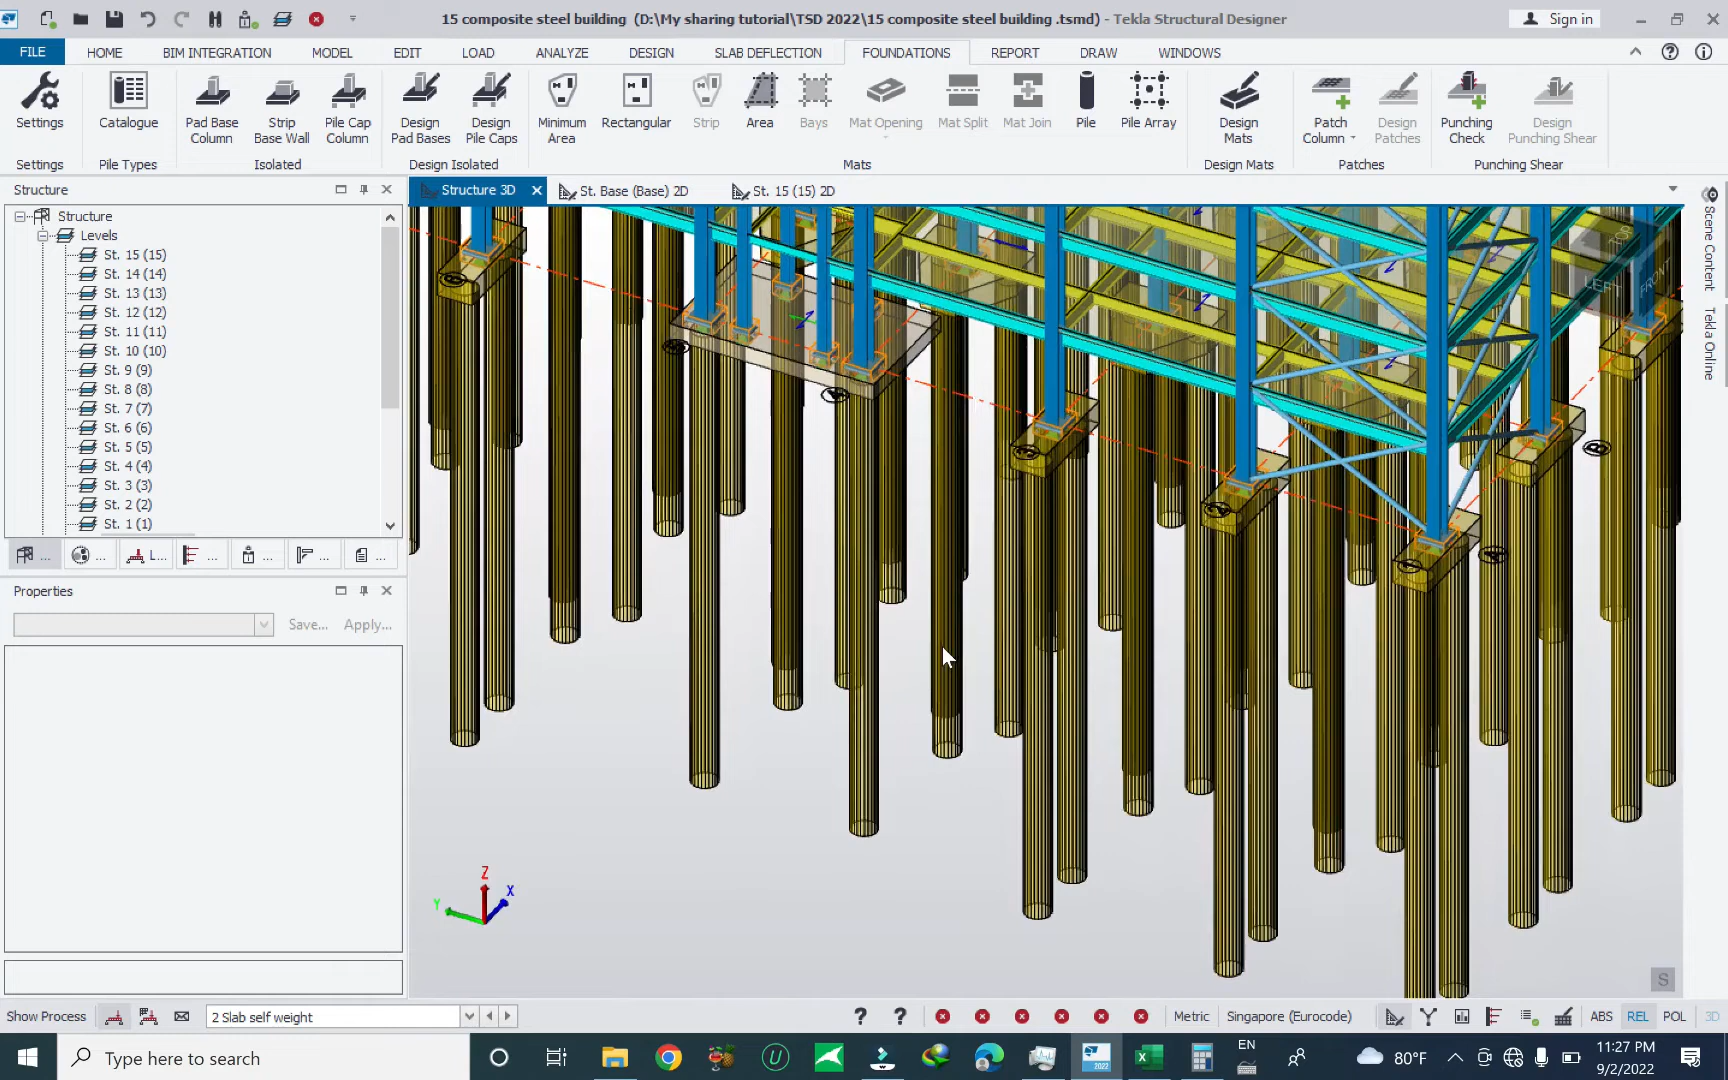 15 composite steel building (D:\My sharing tutorial\TSD 2022\15 composite steel building .tsmd) - Tekla Structural Designer
Sign in
FILE HOME BIM INTEGRATION MODEL EDIT LOAD ANALYZE DESIGN SLAB DEFLECTION FOUNDATIONS REPORT DRAW WINDOWS
Settings
Catalogue
Pad Base
Column
Strip
Base Wall
Pile Cap
Column
Design
Pad Bases
Design
Pile Caps
Minimum
Area
Rectangular
Strip
Area
Bays
Mat Opening
Mat Split
Mat Join
Pile
Pile Array
Design
Mats
Patch
Column
Design
Patches
Punching
Check
Design
Punching Shear
Settings Pile Types Isolated Design Isolated Mats Design Mats Patches Punching Shear
Structure
Structure 3D
St. Base (Base) 2D
St. 15 (15) 2D
Structure
Levels
St. 15 (15)
St. 14 (14)
St. 13 (13)
St. 12 (12)
St. 11 (11)
St. 10 (10)
St. 9 (9)
St. 8 (8)
St. 7 (7)
St. 6 (6)
St. 5 (5)
St. 4 (4)
St. 3 (3)
St. 2 (2)
St. 1 (1)
L...
Properties
Save... Apply...
TOP
LEFT
FRONT
Scene Content
Tekla Online
B
A
Z
X
Y
S
Show Process
2 Slab self weight
Metric
Singapore (Eurocode)
ABS REL POL 3D
Type here to search
2022
EN
80°F
11:27 PM
9/2/2022